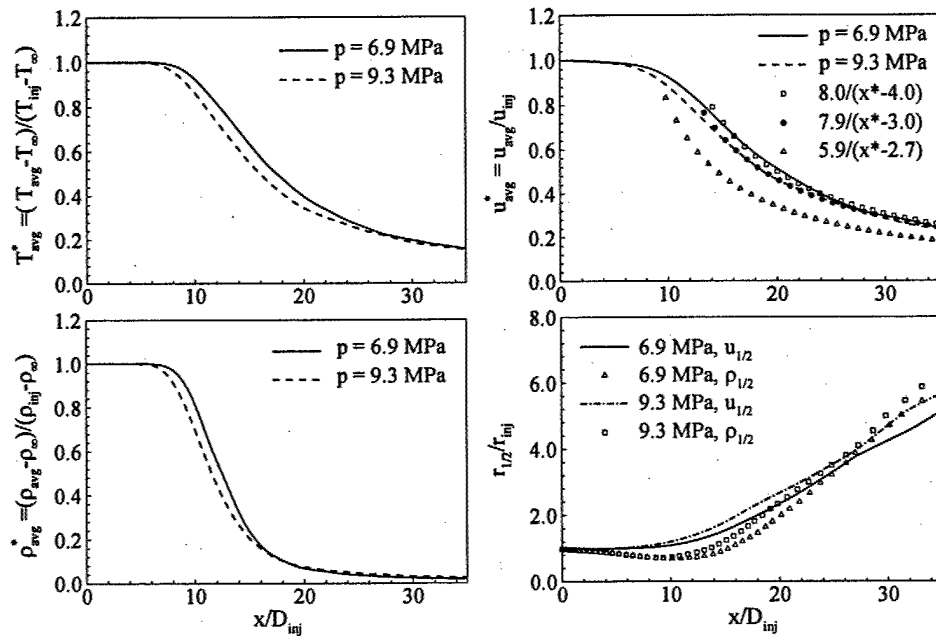 1.2
1.0
0.8
0.6
0.4
0.2
0.0
T*avg =( Tavg-T∞)/(Tinj-T∞)
p = 6.9 MPa
p = 9.3 MPa
0 10 20 30
1.2
1.0
0.8
0.6
0.4
0.2
0.0
u*avg = uavg/uinj
p = 6.9 MPa
p = 9.3 MPa
8.0/(x*-4.0)
7.9/(x*-3.0)
5.9/(x*-2.7)
0 10 20 30
1.2
1.0
0.8
0.6
0.4
0.2
0.0
ρ*avg =(ρavg-ρ∞)/(ρinj-ρ∞)
p = 6.9 MPa
p = 9.3 MPa
0 10 20 30
x/Dinj
8.0
6.0
4.0
2.0
0.0
r1/2/rinj
6.9 MPa, u1/2
6.9 MPa, ρ1/2
9.3 MPa, u1/2
9.3 MPa, ρ1/2
0 10 20 30
x/Dinj